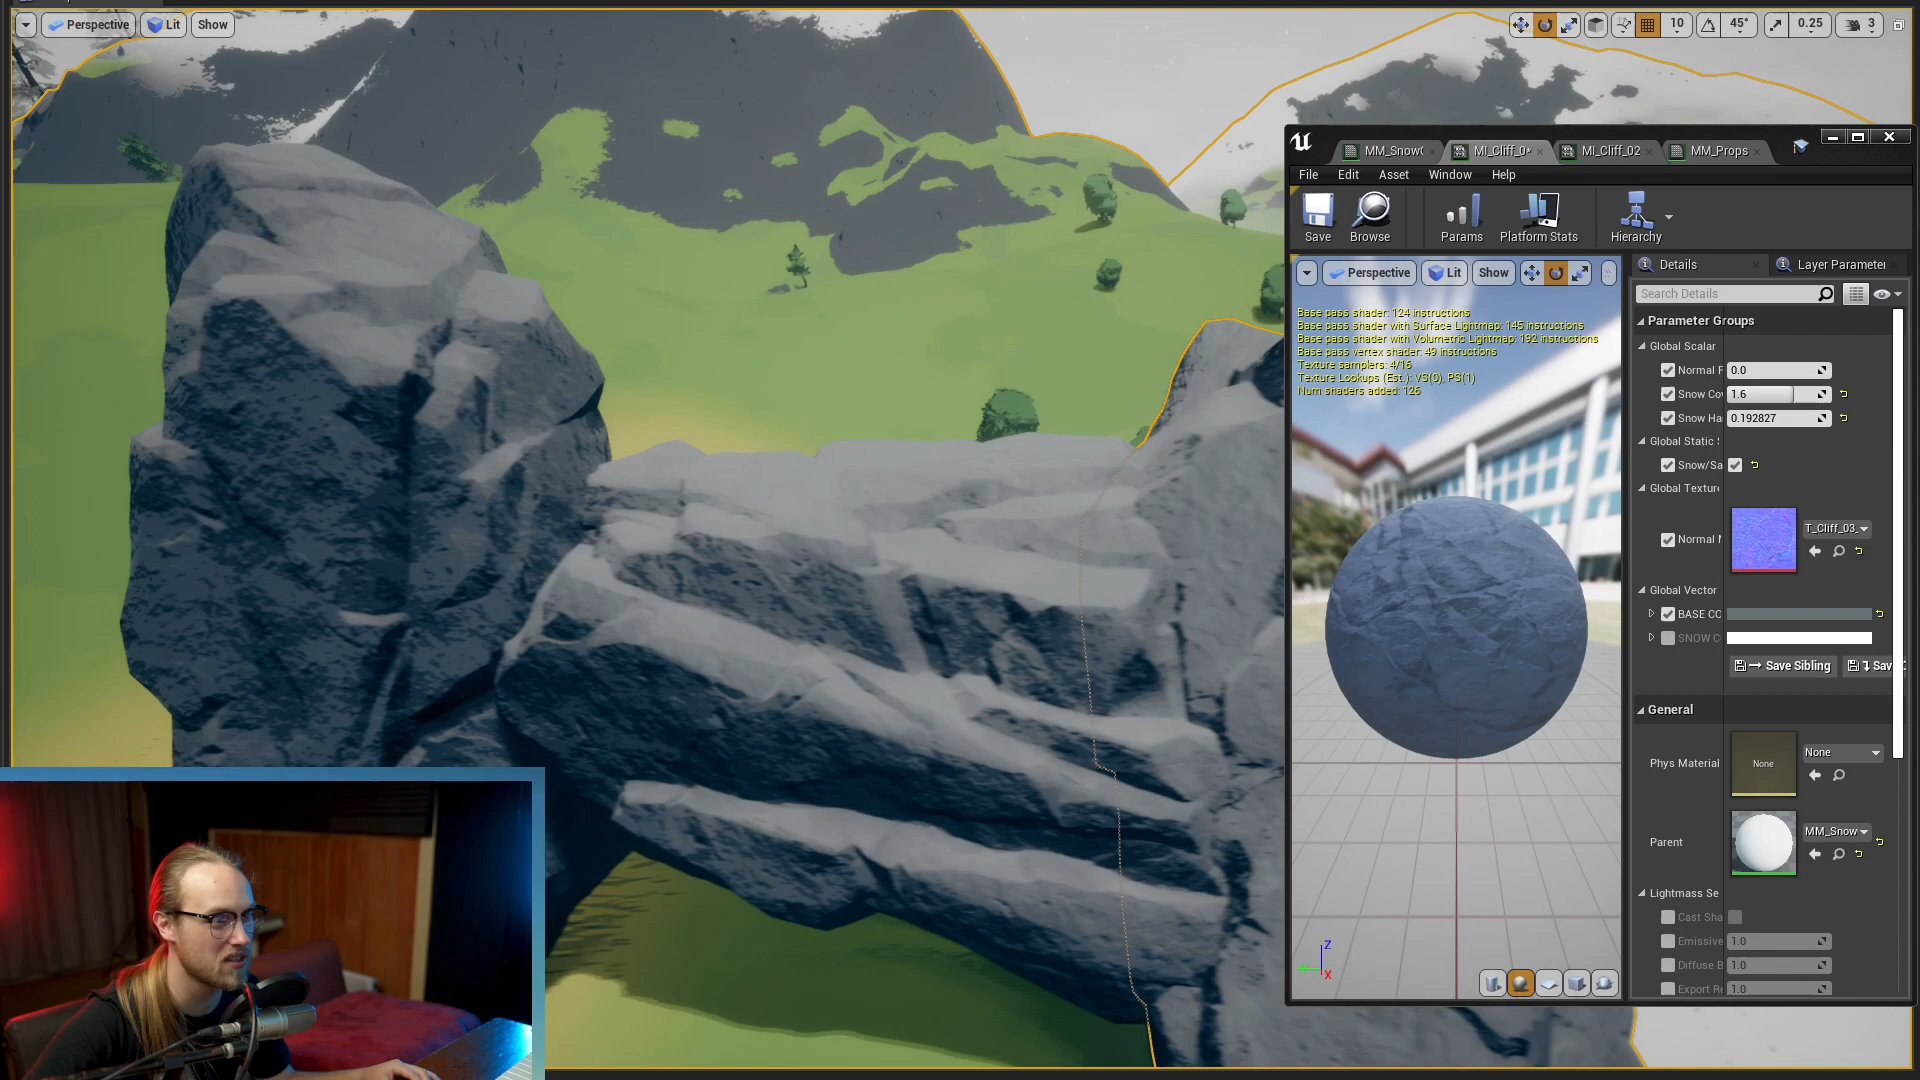 Perspective Lit Show
10 45° 0.25 3
MM_Snow MI_Cliff_0* MI_Cliff_02 MM_Props
File Edit Asset Window Help
Save Browse Params Platform Stats Hierarchy
Perspective Lit Show
Details Layer Parameter
Search Details
Base pass shader: 124 instructions
Base pass shader with Surface Lightmap: 145 instructions
Base pass shader with Volumetric Lightmap: 192 instructions
Base pass vertex shader: 49 instructions
Texture samplers: 4/16
Texture Lookups (Est.): VS(0), PS(1)
Num shaders added: 126
Parameter Groups
Global Scalar
Normal F 0.0
Snow Co 1.6
Snow Ha 0.192827
Global Static S
Snow/Sa
Global Texture
Normal M T_Cliff_03_
Global Vector
BASE CO
SNOW C
Save Sibling Sav
General
Phys Material None None
Parent MM_Snow
Lightmass Se
Cast Sha
Emissive 1.0
Diffuse B 1.0
Export Re 1.0
Z
X